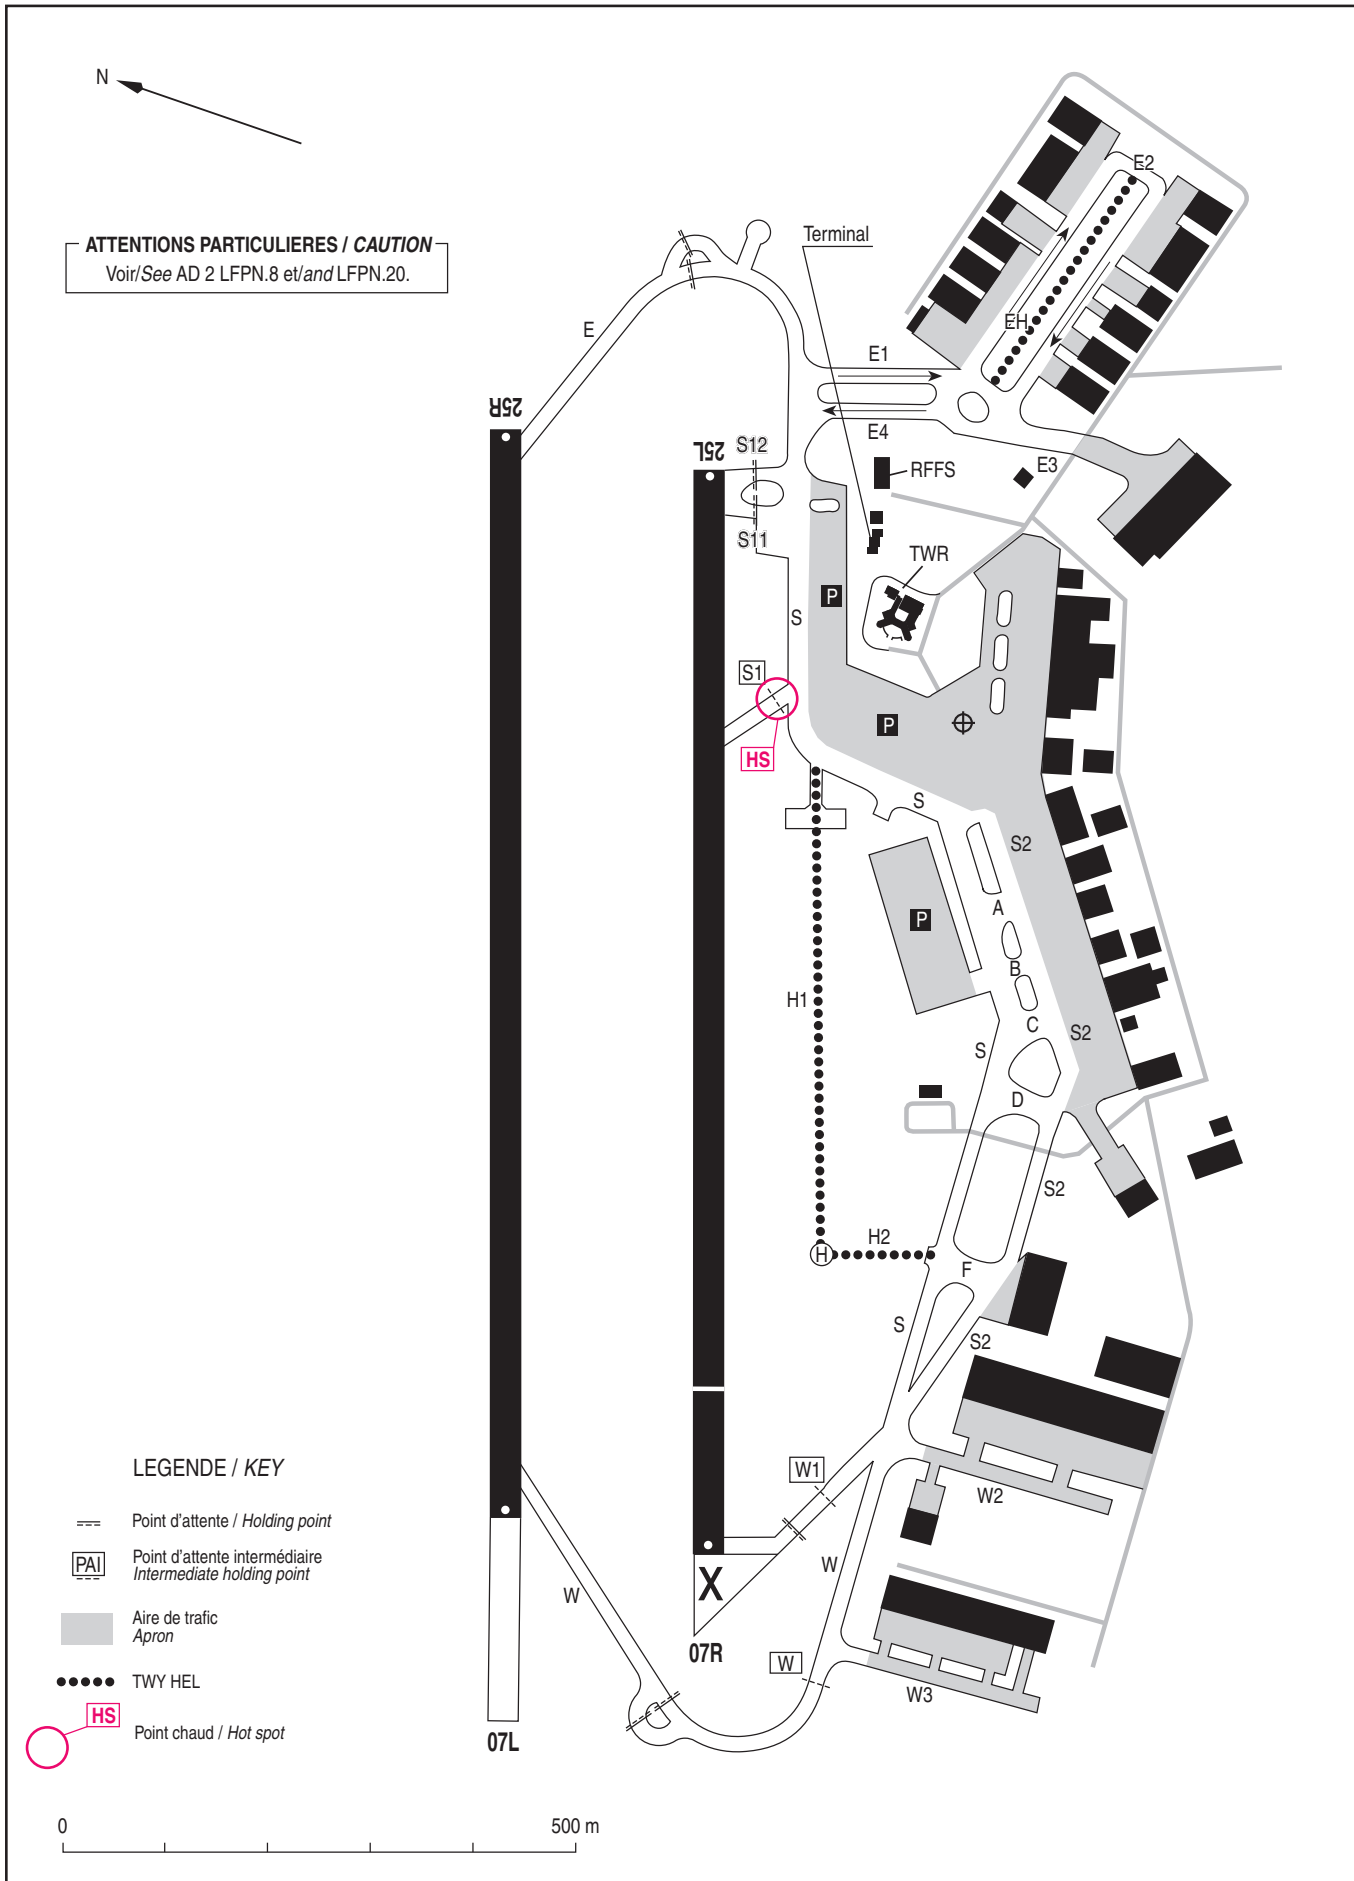 N
ATTENTIONS PARTICULIERES / CAUTION
Voir/See AD 2 LFPN.8 et/and LFPN.20.
Terminal
E2
EH
E
E1
E4
E3
RFFS
25R
25L
S12
S11
TWR
P
S
S1
HS
P
S
S2
A
P
B
C
H1
S2
S
D
S2
H2
H
F
S
S2
W1
W2
W
W
X
07R
W
W3
07L
LEGENDE / KEY
Point d'attente / Holding point
PAI
Point d'attente intermédiaire
Intermediate holding point
Aire de trafic
Apron
TWY HEL
HS
Point chaud / Hot spot
0
500 m